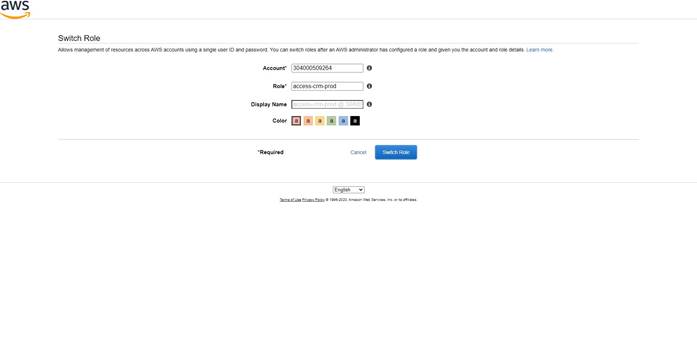 aws
Switch Role
Allows management of resources across AWS accounts using a single user ID and password. You can switch roles after an AWS administrator has configured a role and given you the account and role details. Learn more.
Account* 304000509264
Role* access-crm-prod
Display Name access-crm-prod @
Color a a a a a a
*Required Cancel Switch Role
English
Terms of Use Privacy Policy © 1996-2020, Amazon Web Services, Inc. or its affiliates.